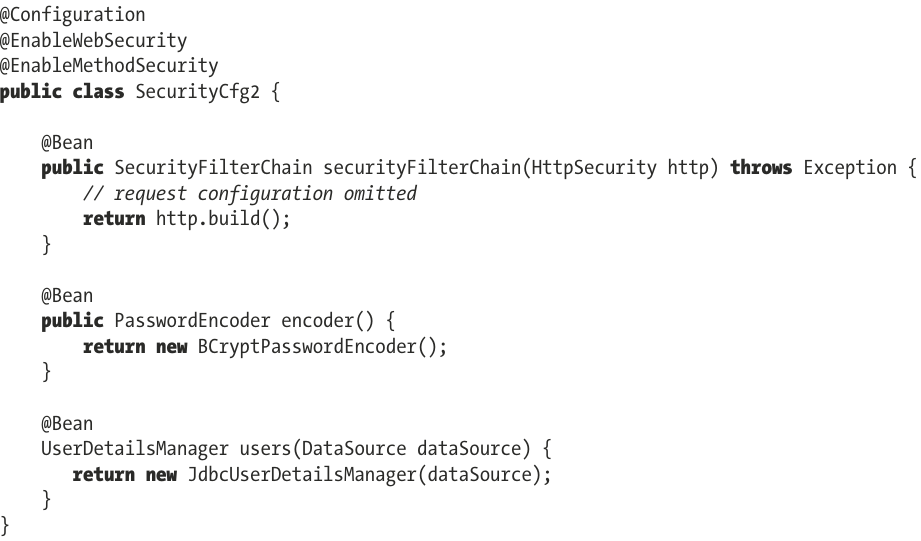 @Configuration
@EnableWebSecurity
@EnableMethodSecurity
public class SecurityCfg2 {
@Bean
public SecurityFilterChain securityFilterChain(HttpSecurity http) throws Exception {
// request configuration omitted
return http.build();
}
@Bean
public PasswordEncoder encoder() {
return new BCryptPasswordEncoder();
}
@Bean
UserDetailsManager users(DataSource dataSource) {
return new JdbcUserDetailsManager(dataSource);
}
}